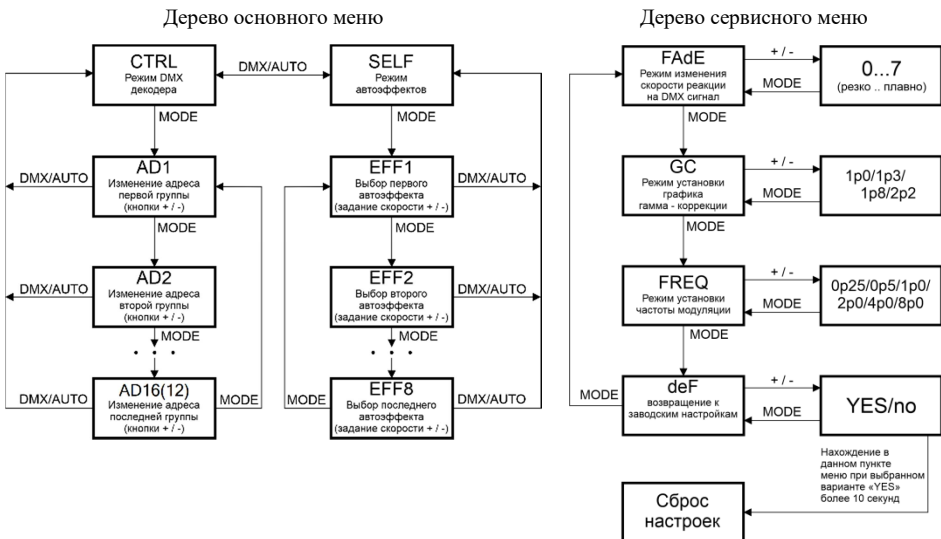 Дерево основного меню
CTRL
Режим DMX
декодера
DMX/AUTO
SELF
Режим
автоэффектов
MODE
MODE
DMX/AUTO
AD1
Изменение адреса
первой группы
(кнопки + / -)
EFF1
Выбор первого
автоэффекта
(задание скорости + / -)
DMX/AUTO
MODE
MODE
DMX/AUTO
AD2
Изменение адреса
второй группы
(кнопки + / -)
EFF2
Выбор второго
автоэффекта
(задание скорости + / -)
DMX/AUTO
MODE
MODE
• • •
• • •
DMX/AUTO
AD16(12)
Изменение адреса
последней группы
(кнопки + / -)
MODE
MODE
EFF8
Выбор последнего
автоэффекта
(задание скорости + / -)
DMX/AUTO
Дерево сервисного меню
FAdE
Режим изменения
скорости реакции
на DMX сигнал
+ / -
MODE
0...7
(резко .. плавно)
MODE
GC
Режим установки
графика
гамма - коррекции
+ / -
MODE
1p0/1p3/
1p8/2p2
MODE
FREQ
Режим установки
частоты модуляции
+ / -
MODE
0p25/0p5/1p0/
2p0/4p0/8p0
MODE
MODE
deF
возвращение к
заводским настройкам
+ / -
MODE
YES/no
Нахождение в
данном пункте
меню при выбранном
варианте «YES»
более 10 секунд
Сброс
настроек